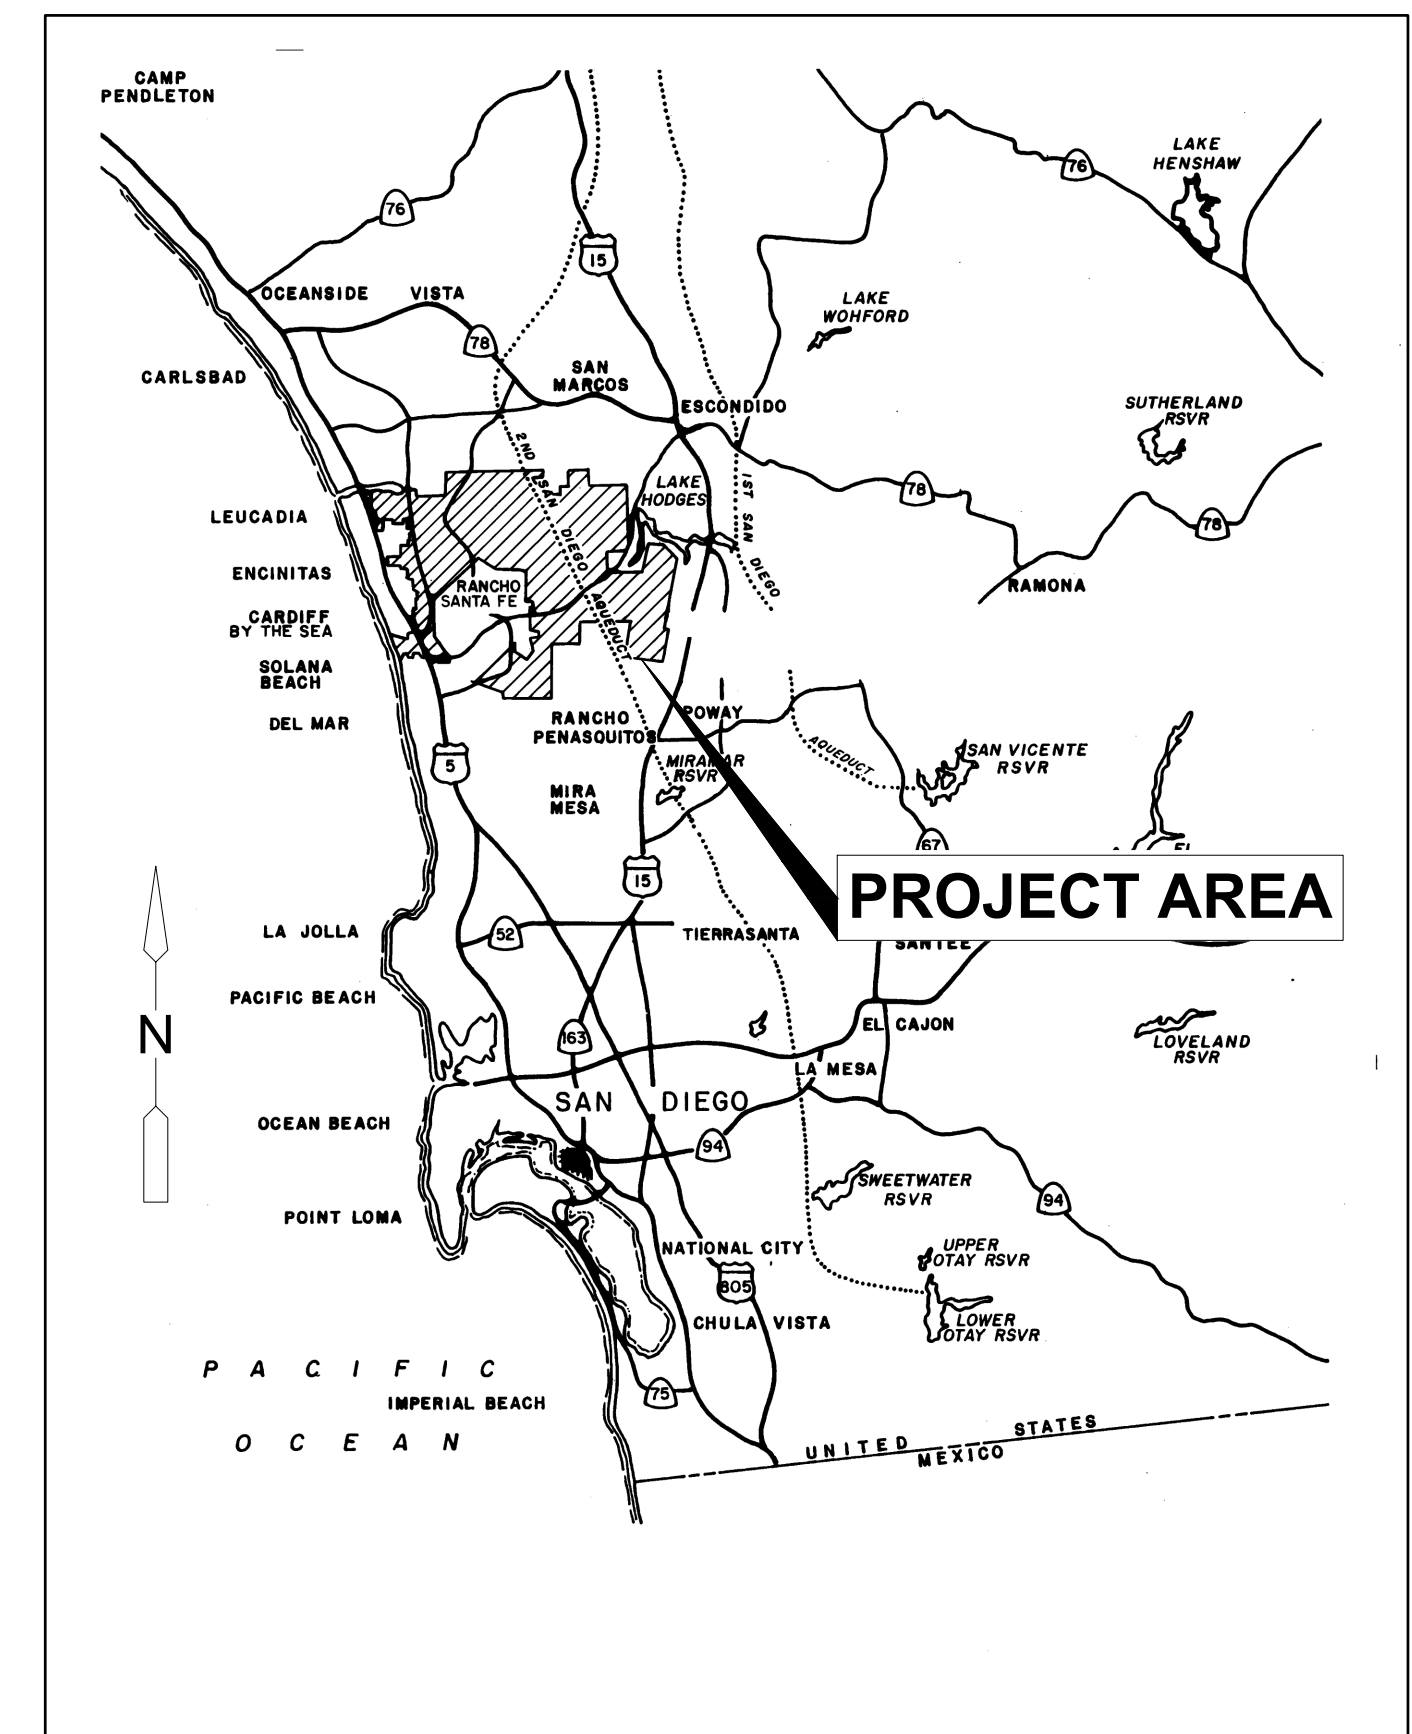 CAMP
PENDLETON
LAKE
HENSHAW
76
76
15
OCEANSIDE
VISTA
LAKE
WOHFORD
78
SAN
MARCOS
CARLSBAD
ESCONDIDO
SUTHERLAND
RSVR
2ND SAN DIEGO AQUEDUCT
1ST SAN DIEGO
LAKE
HODGES
78
78
LEUCADIA
ENCINITAS
RANCHO
SANTA FE
RAMONA
CARDIFF
BY THE SEA
SOLANA
BEACH
DEL MAR
RANCHO
PENASQUITOS
POWAY
AQUEDUCT
SAN VICENTE
RSVR
5
MIRAMAR
RSVR
MIRA
MESA
67
EL
15
PROJECT AREA
LA JOLLA
52
TIERRASANTA
SANTEE
PACIFIC BEACH
N
163
EL CAJON
LOVELAND
RSVR
LA MESA
SAN DIEGO
OCEAN BEACH
94
SWEETWATER
RSVR
94
POINT LOMA
NATIONAL CITY
UPPER
OTAY RSVR
805
CHULA VISTA
LOWER
OTAY RSVR
PACIFIC
75
IMPERIAL BEACH
OCEAN
UNITED STATES
MEXICO